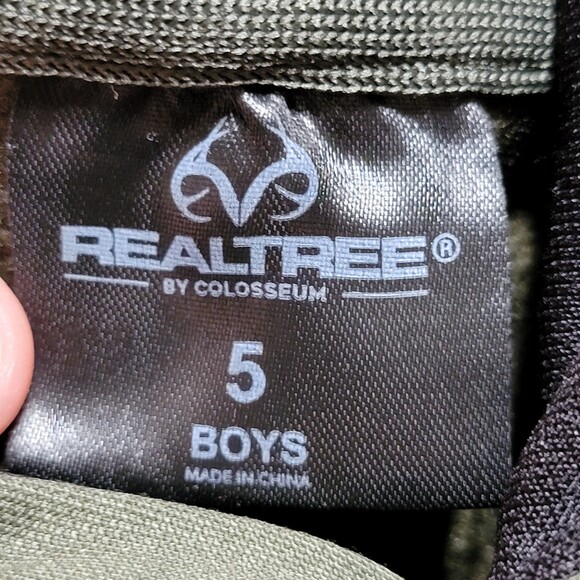 REALTREE®
BY COLOSSEUM
5
BOYS
MADE IN CHINA